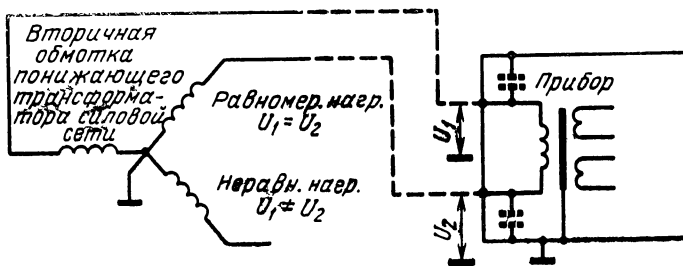 Вторичная
обмотка
понижающего
трансформа-
тора силовой
сети
Равномер. нагр.
U₁ = U₂
Неравн. нагр.
U₁ ≠ U₂
U₁
U₂
Прибор